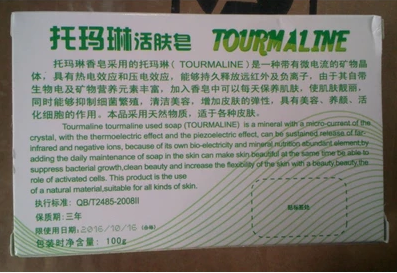 托玛琳活肤皂 TOURMALINE
托玛琳香皂采用的托玛琳（TOURMALINE）是一种带有微电流的矿物晶
体，具有热电效应和压电效应，能够持久释放远红外及负离子，由于其自带
生物电及矿物营养元素丰富，加入香皂中可以每天保养肌肤，使肌肤靓丽，
同时能够抑制细菌繁殖，清洁美容，增加皮肤的弹性，具有美容、养颜、活
化细胞的作用。本品采用天然物质，适于各种皮肤。
Tourmaline tourmaline used soap (TOURMALINE) is a mineral with a micro-current of the
crystal, with the thermoelectric effect and the piezoelectric effect, can be sustained release of far-
infrared and negative ions, because of its own bio-electricity and mineral nutrition abundant alement,by
adding the daily maintenance of soap in the skin can make skin beautiful at the same time be able to
suppress bacterial growth,clean beauty and increase the flexibility of the skin with a beauty,beauty,the
role of activated cells. This product is the use
of a natural material,suitable for all kinds of skin.
执行标准：QB/T2485-2008II
保质期：三年
限使用日期：2016/10/16
包装时净含量：100g